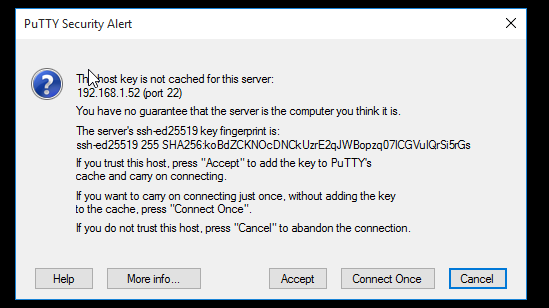 PuTTY Security Alert
The host key is not cached for this server:
192.168.1.52 (port 22)
You have no guarantee that the server is the computer you think it is.
The server's ssh-ed25519 key fingerprint is:
ssh-ed25519 255 SHA256:koBdZCKNOcDNCkUzrE2qJWBopzq07lCGVuIQrSi5rGs
If you trust this host, press "Accept" to add the key to PuTTY's
cache and carry on connecting.
If you want to carry on connecting just once, without adding the key
to the cache, press "Connect Once".
If you do not trust this host, press "Cancel" to abandon the connection.
Help
More info...
Accept
Connect Once
Cancel